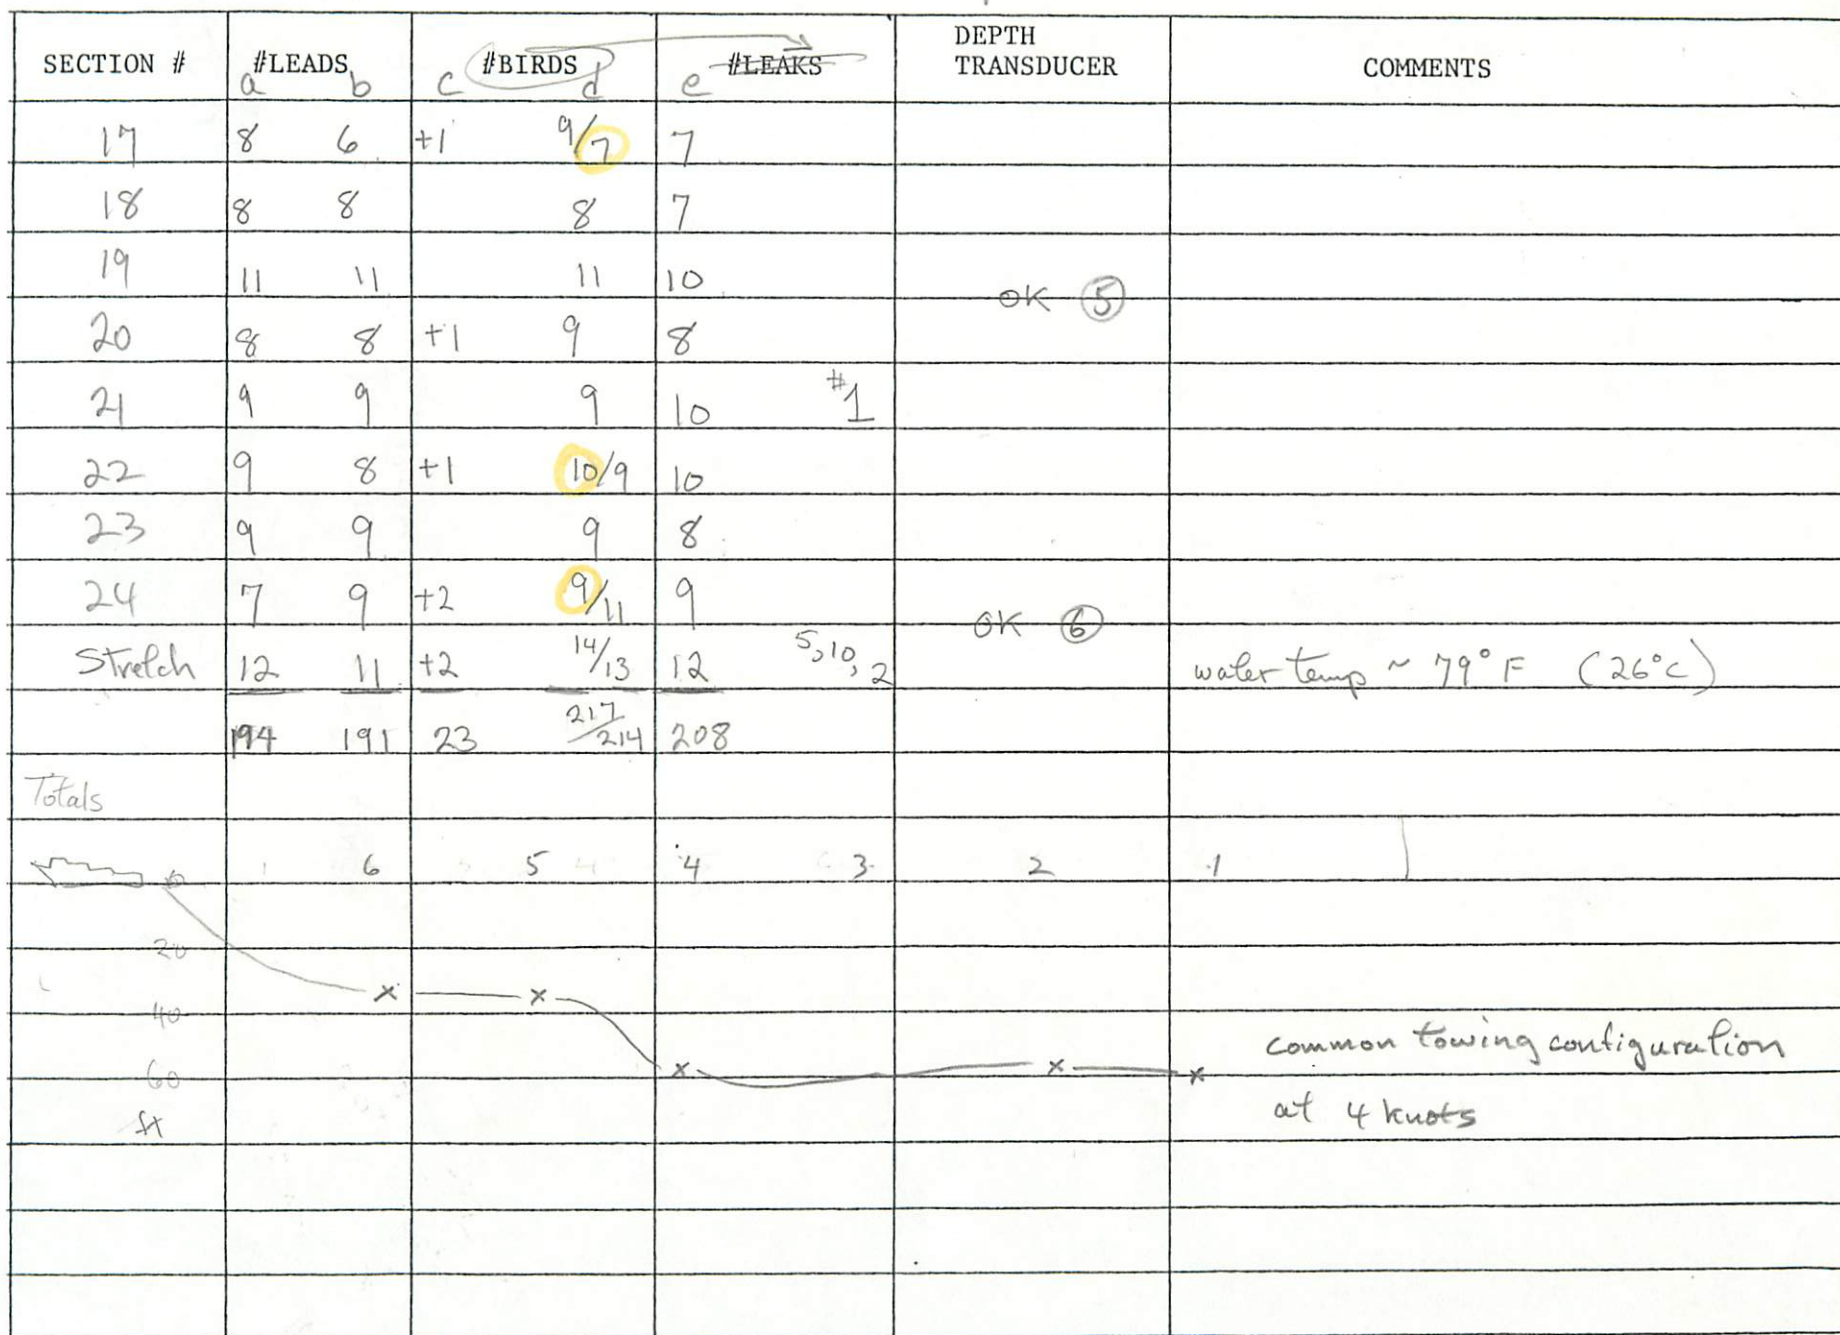 SECTION # #LEADS #BIRDS #LEAKS DEPTH TRANSDUCER COMMENTS
a b c d e
17 8 6 +1 9/7 7
18 8 8 8 7
19 11 11 11 10
OK ⑤
20 8 8 +1 9 8
21 9 9 9 10 #1
22 9 8 +1 10/9 10
23 9 9 9 8
24 7 9 +2 9/11 9
OK ⑥
Stretch 12 11 +2 14/13 12 5,10,2 water temp ~ 79°F (26°C)
194 191 23 217/214 208
Totals
0 6 5 4 3 2 1
20
40
60
ft
common towing configuration
at 4 knots